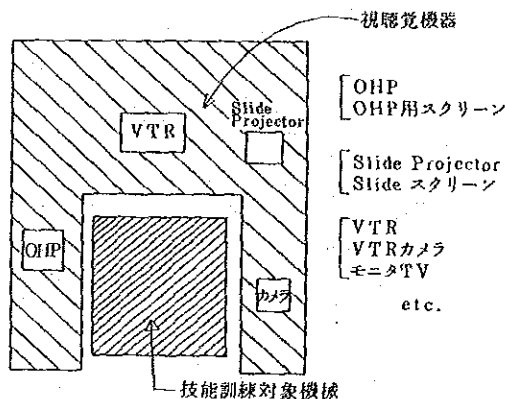 視聴覚機器
OHP
OHP用スクリーン
Slide Projector
Slide スクリーン
VTR
VTRカメラ
モニタTV
etc.
VTR
Slide
Projector
OHP
カメラ
技能訓練対象機械